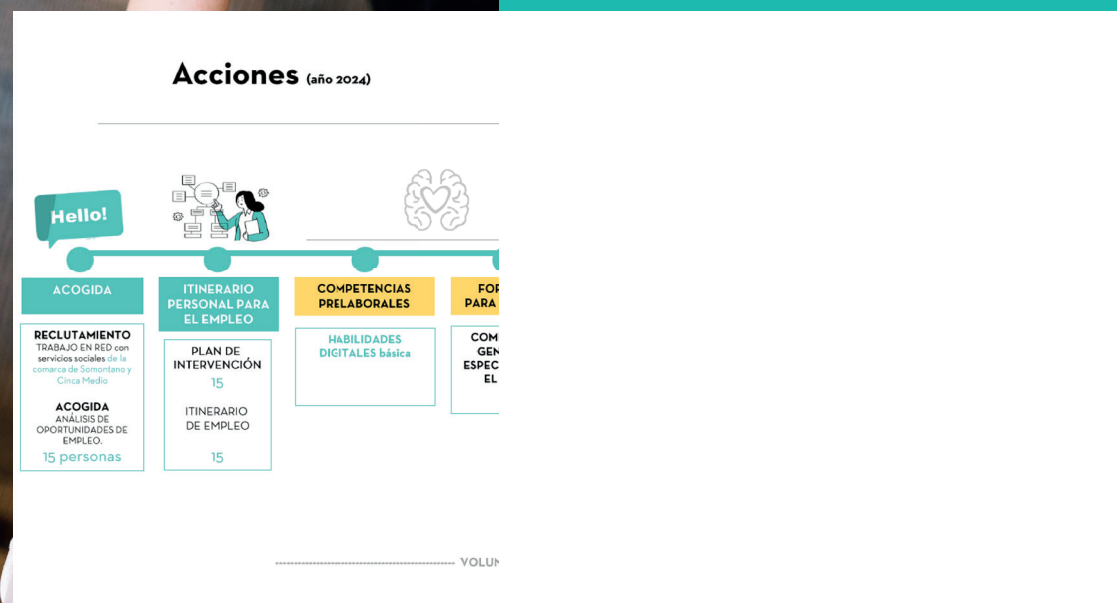 Acciones (año 2024)
Hello!
ACOGIDA
RECLUTAMIENTO
TRABAJO EN RED con
servicios sociales de la
comarca de Somontano y
Cinca Medio
ACOGIDA
ANÁLISIS DE
OPORTUNIDADES DE
EMPLEO.
15 personas
ITINERARIO
PERSONAL PARA
EL EMPLEO
PLAN DE
INTERVENCIÓN
15
ITINERARIO
DE EMPLEO
15
COMPETENCIAS
PRELABORALES
HABILIDADES
DIGITALES básica
PARA
EL